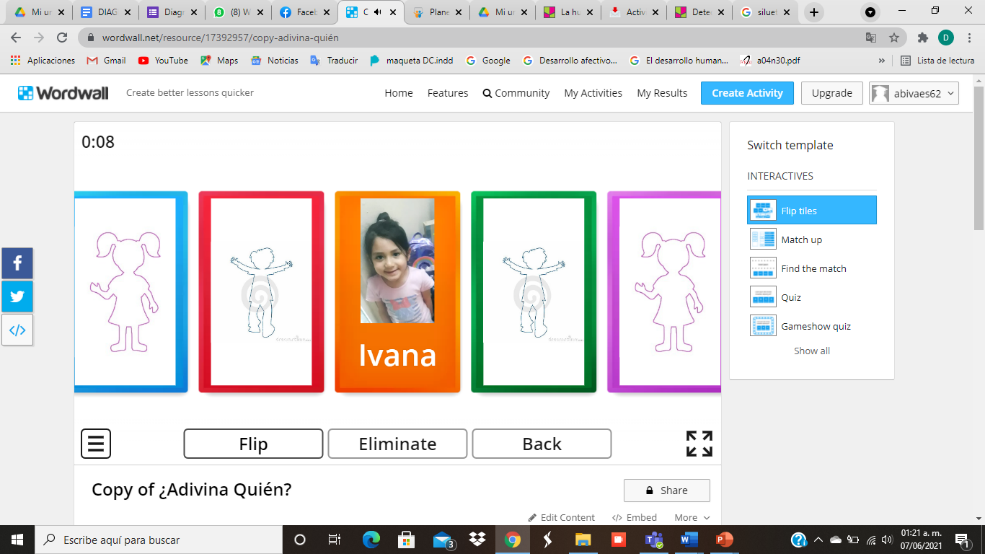 Mi un
DIAG
Diag
(8) W
Faceb
C
Plane
Mi un
La hu
Activ
Dete
siluet
wordwall.net/resource/17392957/copy-adivina-quién
D
Aplicaciones
Gmail
YouTube
Maps
Noticias
Traducir
maqueta DC.indd
Google
Desarrollo afectivo...
El desarrollo human...
a04n30.pdf
»
Lista de lectura
Wordwall
Create better lessons quicker
Home
Features
Community
My Activities
My Results
Create Activity
Upgrade
abivaes62
0:08
Ivana
Flip
Eliminate
Back
Copy of ¿Adivina Quién?
Share
Edit Content
</> Embed
More
Switch template
INTERACTIVES
Flip tiles
Match up
Find the match
Quiz
Gameshow quiz
Show all
Escribe aquí para buscar
3
01:21 a. m.
07/06/2021
1